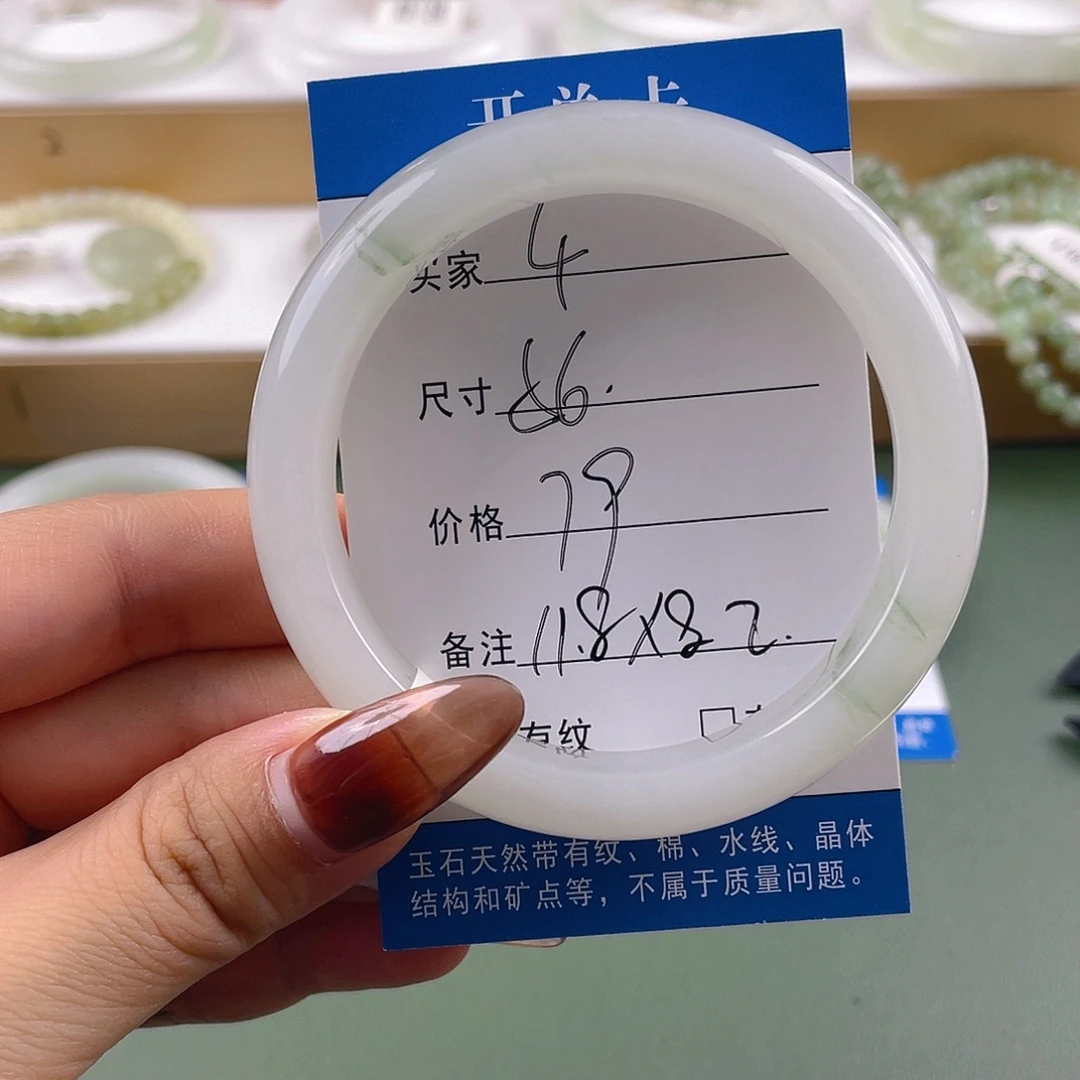 买家 4
尺寸 56.
价格 79
备注 11.8x8.2.
有纹 □
玉石天然带有纹、棉、水线、晶体
结构和矿点等，不属于质量问题。